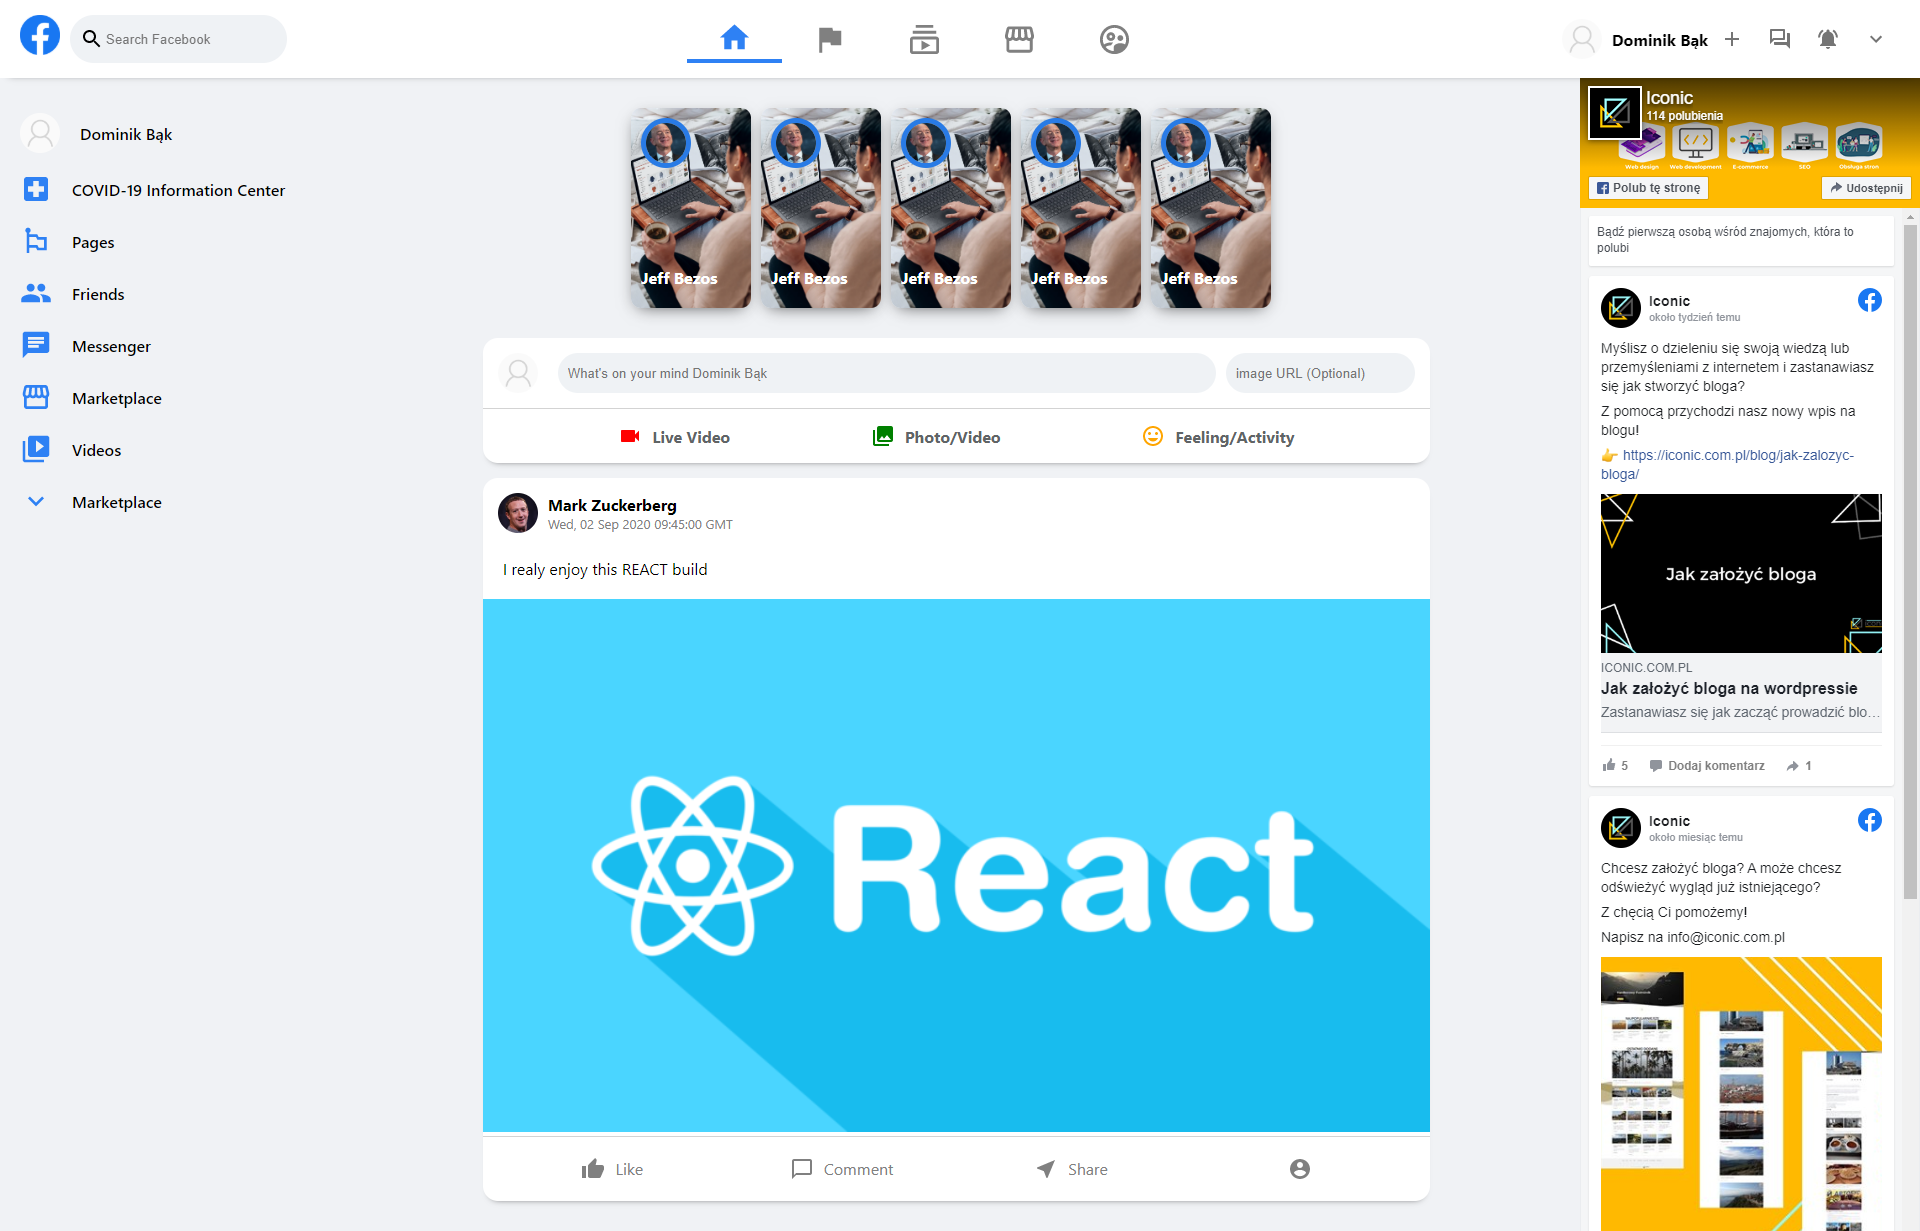 Search Facebook
Dominik Bąk
Dominik Bąk
COVID-19 Information Center
Pages
Friends
Messenger
Marketplace
Videos
Marketplace
Jeff Bezos
Jeff Bezos
Jeff Bezos
Jeff Bezos
Jeff Bezos
What's on your mind Dominik Bąk
image URL (Optional)
Live Video
Photo/Video
Feeling/Activity
Mark Zuckerberg
Wed, 02 Sep 2020 09:45:00 GMT
I realy enjoy this REACT build
React
Like
Comment
Share
Iconic
114 polubienia
Web design
Web development
E-commerce
SEO
Obsługa stron
Polub tę stronę
Udostępnij
Bądź pierwszą osobą wśród znajomych, która to
polubi
Iconic
około tydzień temu
Myślisz o dzieleniu się swoją wiedzą lub
przemyśleniami z internetem i zastanawiasz
się jak stworzyć bloga?
Z pomocą przychodzi nasz nowy wpis na
blogu!
👉 https://iconic.com.pl/blog/jak-zalozyc-
bloga/
Jak założyć bloga
ICONIC.COM.PL
Jak założyć bloga na wordpressie
Zastanawiasz się jak zacząć prowadzić blo…
5
Dodaj komentarz
1
Iconic
około miesiąc temu
Chcesz założyć bloga? A może chcesz
odświeżyć wygląd już istniejącego?
Z chęcią Ci pomożemy!
Napisz na info@iconic.com.pl